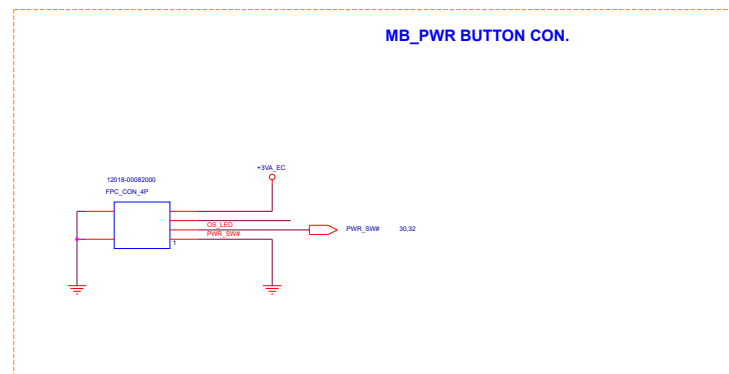 MB_PWR BUTTON CON.
+3VA_EC
12018-00082000
FPC_CON_4P
OS_LED
PWR_SW# 30,32
PWR_SW#
1